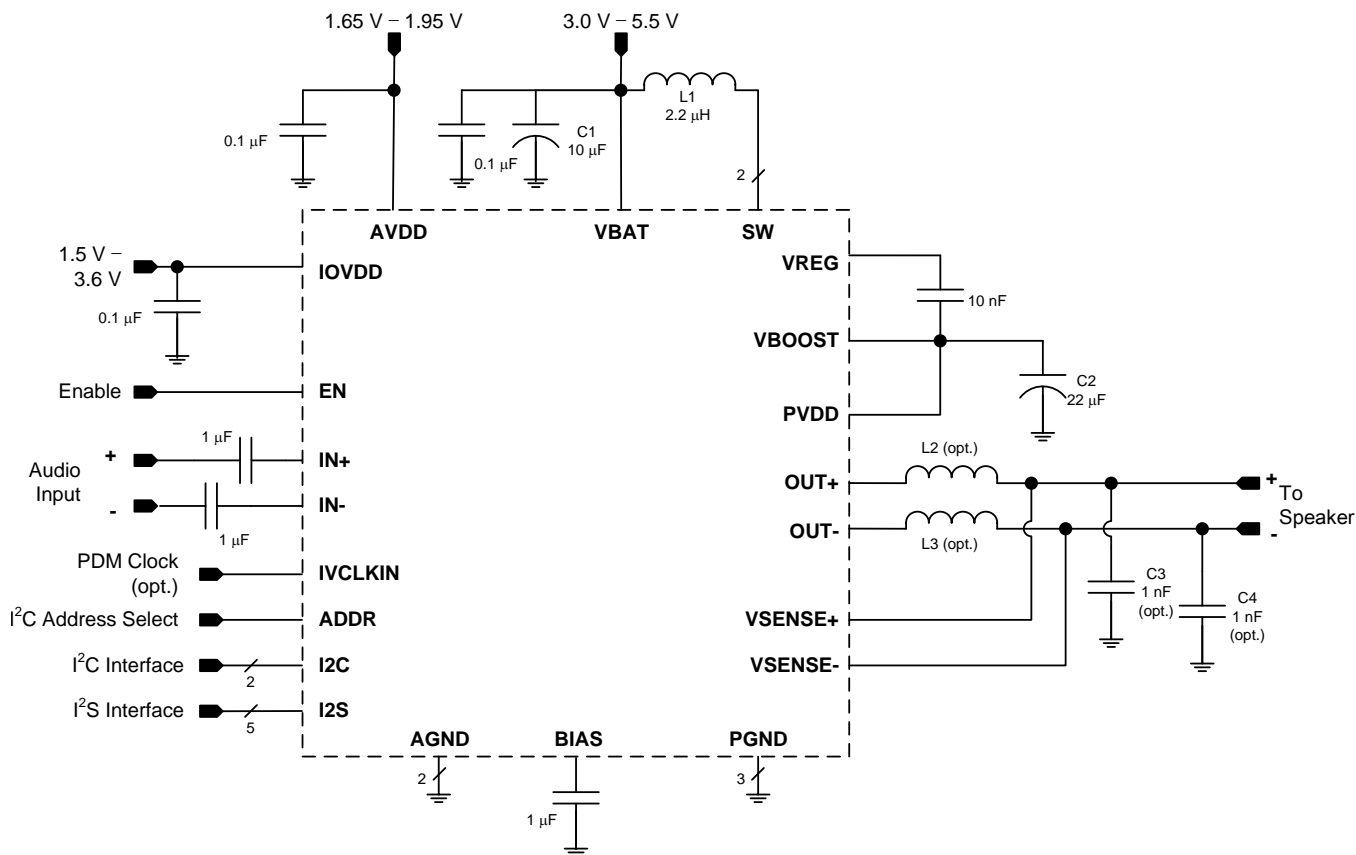 1.65 V – 1.95 V
3.0 V – 5.5 V
L1
2.2 µH
0.1 µF
0.1 µF
C1
10 µF
2
AVDD
VBAT
SW
1.5 V –
3.6 V
IOVDD
0.1 µF
VREG
10 nF
VBOOST
C2
22 µF
PVDD
Enable
EN
1 µF
+
Audio
Input
-
IN+
IN-
1 µF
L2 (opt.)
OUT+
OUT-
L3 (opt.)
+
To
Speaker
-
PDM Clock
(opt.)
IVCLKIN
C3
1 nF
(opt.)
C4
1 nF
(opt.)
I²C Address Select
ADDR
VSENSE+
I²C Interface
2
I2C
VSENSE-
I²S Interface
5
I2S
AGND
BIAS
PGND
2
3
1 µF